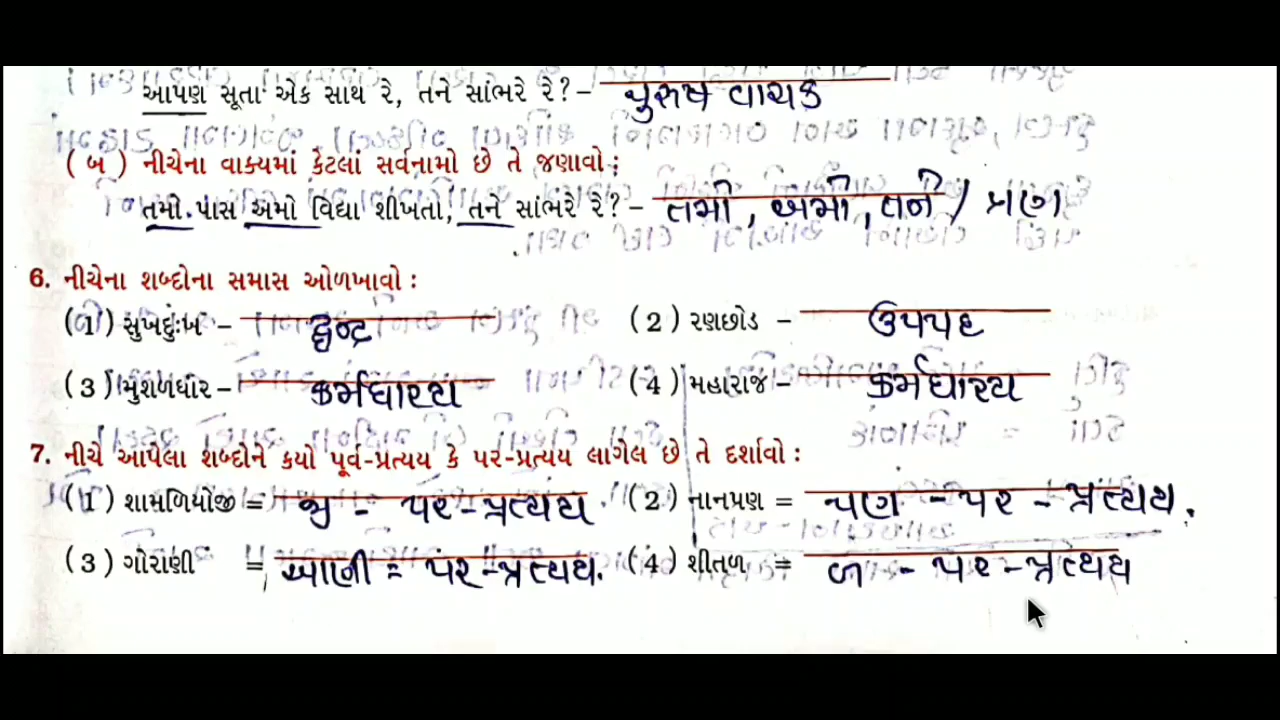 આપણ સૂતા એક સાથ રે, તને સાંભરે રે? – પુરુષ વાચક
( બ ) નીચેના વાક્યમાં કેટલાં સર્વનામો છે તે જણાવો :
તમો પાસ અમો વિદ્યા શીખતો, તને સાંભરે રે? – તમો, અમો, તને / ત્રણ
6. નીચેના શબ્દોના સમાસ ઓળખાવો :
(1) સુખદુઃખ – દ્વન્દ્વ (2) રણછોડ – ઉપપદ
(3) મુશળધાર – કર્મધારય (4) મહારાજ – કર્મધારય
7. નીચે આપેલા શબ્દોને કયો પૂર્વ-પ્રત્યય કે પર-પ્રત્યય લાગેલ છે તે દર્શાવો :
(1) શામળિયોજી = જી - પર-પ્રત્યય. (2) નાનપણ = પણ - પર - પ્રત્યય.
(3) ગોરાણી = આણી = પર-પ્રત્યય. (4) શીતળ = ળ - પર-પ્રત્યય